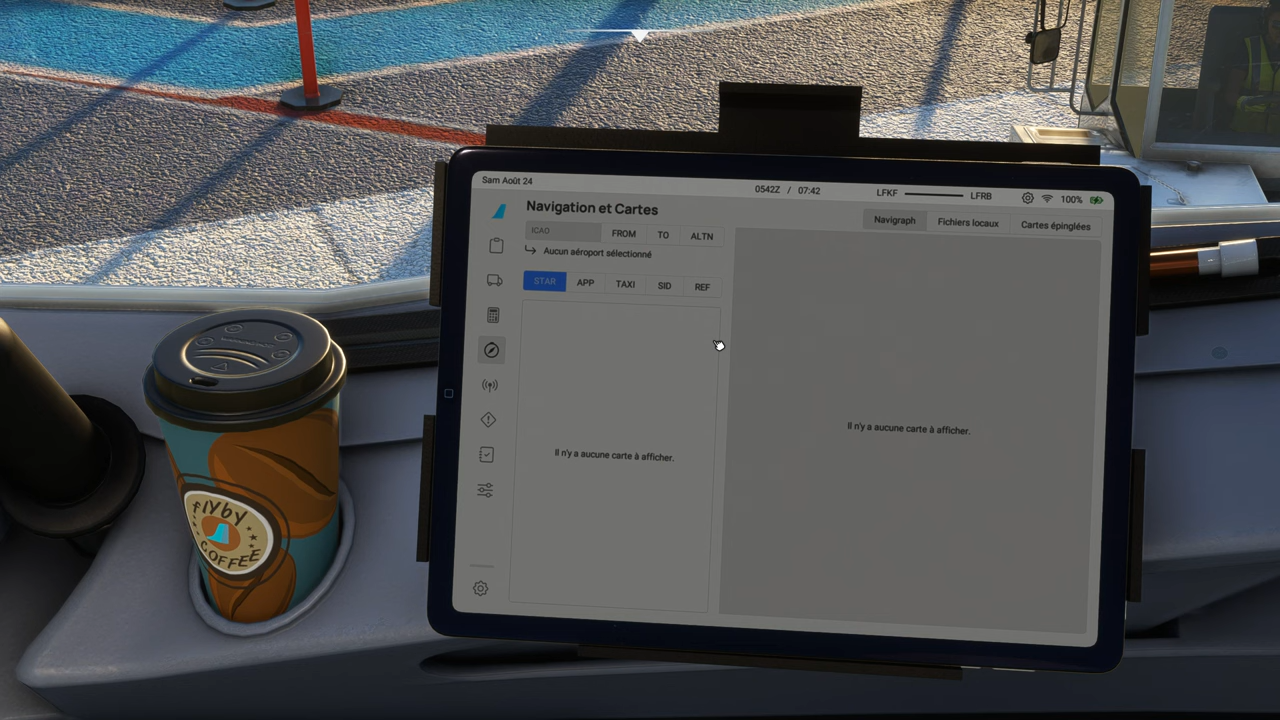 Sam Août 24
0542Z / 07:42
LFKF
LFRB
100%
Navigation et Cartes
Navigraph
Fichiers locaux
Cartes épinglées
ICAO
FROM
TO
ALTN
Aucun aéroport sélectionné
STAR
APP
TAXI
SID
REF
Il n'y a aucune carte à afficher.
Il n'y a aucune carte à afficher.
flyby
COFFEE